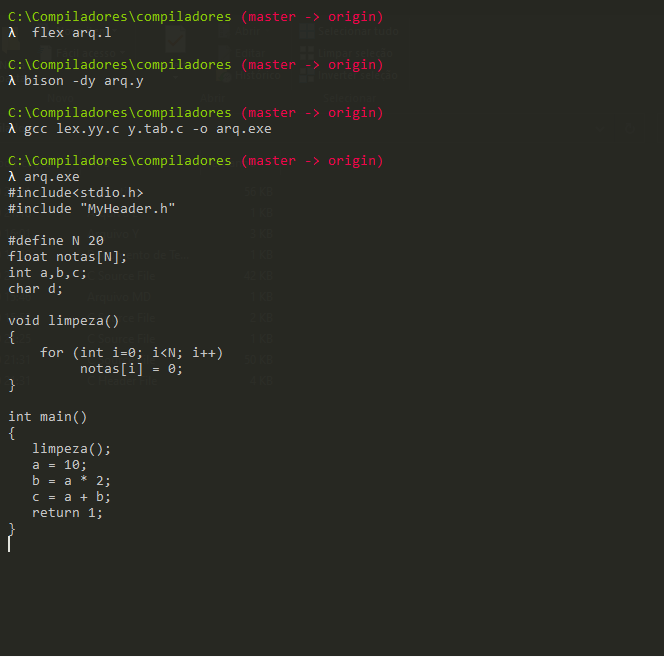 C:\Compiladores\compiladores (master -> origin)
λ  flex arq.l
C:\Compiladores\compiladores (master -> origin)
λ bison -dy arq.y
C:\Compiladores\compiladores (master -> origin)
λ gcc lex.yy.c y.tab.c -o arq.exe
C:\Compiladores\compiladores (master -> origin)
λ arq.exe
#include<stdio.h>
#include "MyHeader.h"
#define N 20
float notas[N];
int a,b,c;
char d;
void limpeza()
{
    for (int i=0; i<N; i++)
         notas[i] = 0;
}
int main()
{
   limpeza();
   a = 10;
   b = a * 2;
   c = a + b;
   return 1;
}